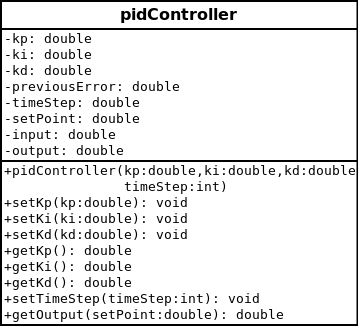 pidController
-kp: double
-ki: double
-kd: double
-previousError: double
-timeStep: double
-setPoint: double
-input: double
-output: double
+pidController(kp:double,ki:double,kd:double
timeStep:int)
+setKp(kp:double): void
+setKi(ki:double): void
+setKd(kd:double): void
+getKp(): double
+getKi(): double
+getKd(): double
+setTimeStep(timeStep:int): void
+getOutput(setPoint:double): double